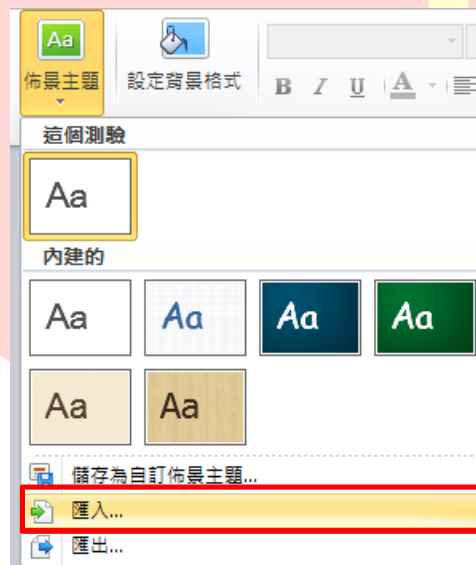 Aa
佈景主題
設定背景格式
B I U A
這個測驗
Aa
內建的
Aa Aa Aa Aa
Aa Aa
儲存為自訂佈景主題...
匯入...
匯出...